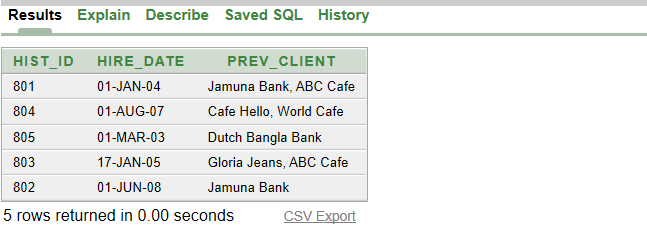 Results Explain Describe Saved SQL History
HIST_ID HIRE_DATE PREV_CLIENT
801 01-JAN-04 Jamuna Bank, ABC Cafe
804 01-AUG-07 Cafe Hello, World Cafe
805 01-MAR-03 Dutch Bangla Bank
803 17-JAN-05 Gloria Jeans, ABC Cafe
802 01-JUN-08 Jamuna Bank
5 rows returned in 0.00 seconds CSV Export